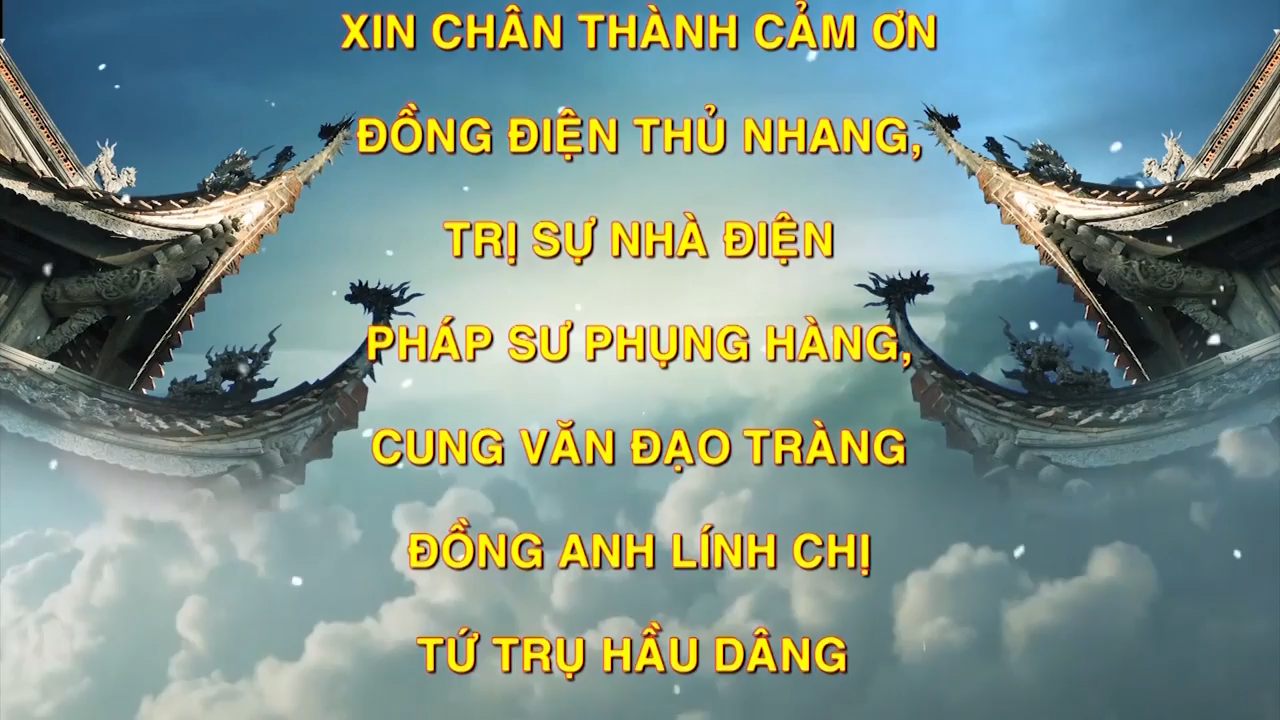 XIN CHÂN THÀNH CẢM ƠN
ĐỒNG ĐIỆN THỦ NHANG,
TRỊ SỰ NHÀ ĐIỆN
PHÁP SƯ PHỤNG HÀNG,
CUNG VĂN ĐẠO TRÀNG
ĐỒNG ANH LÍNH CHỊ
TỨ TRỤ HẦU DÂNG